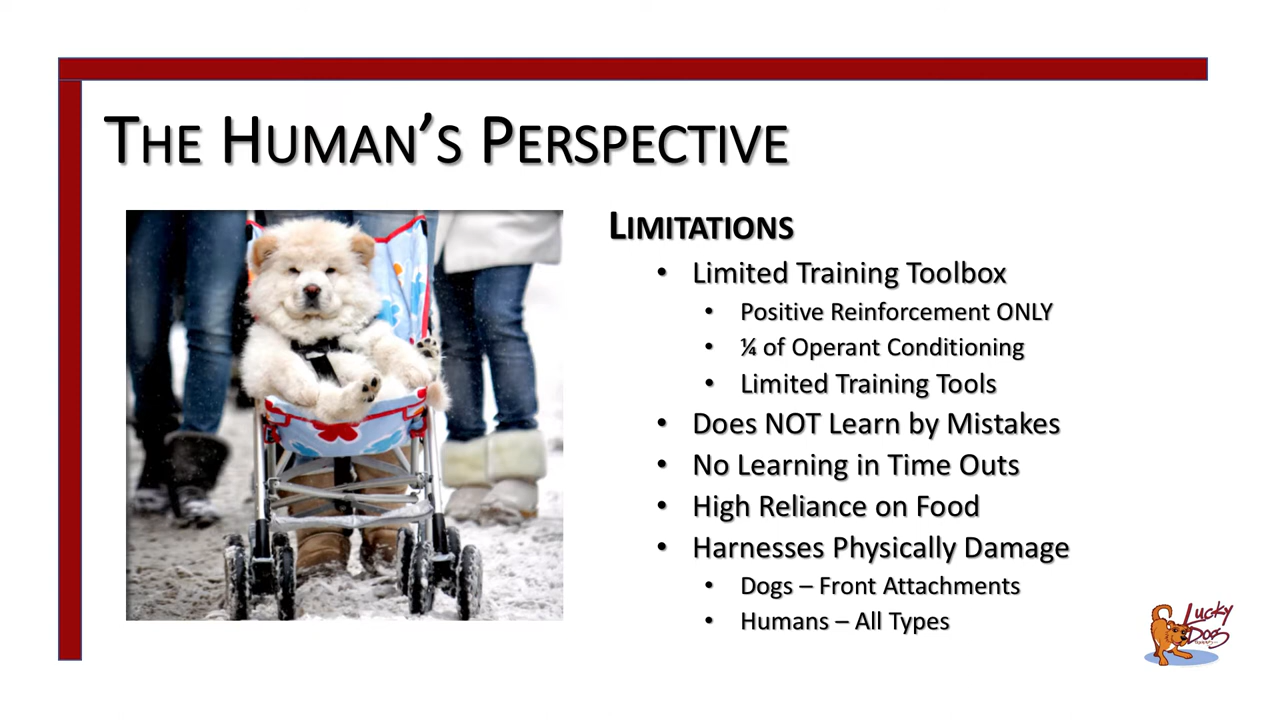 THE HUMAN'S PERSPECTIVE
LIMITATIONS
• Limited Training Toolbox
• Positive Reinforcement ONLY
• ¼ of Operant Conditioning
• Limited Training Tools
• Does NOT Learn by Mistakes
• No Learning in Time Outs
• High Reliance on Food
• Harnesses Physically Damage
• Dogs – Front Attachments
• Humans – All Types
Lucky
Dogs